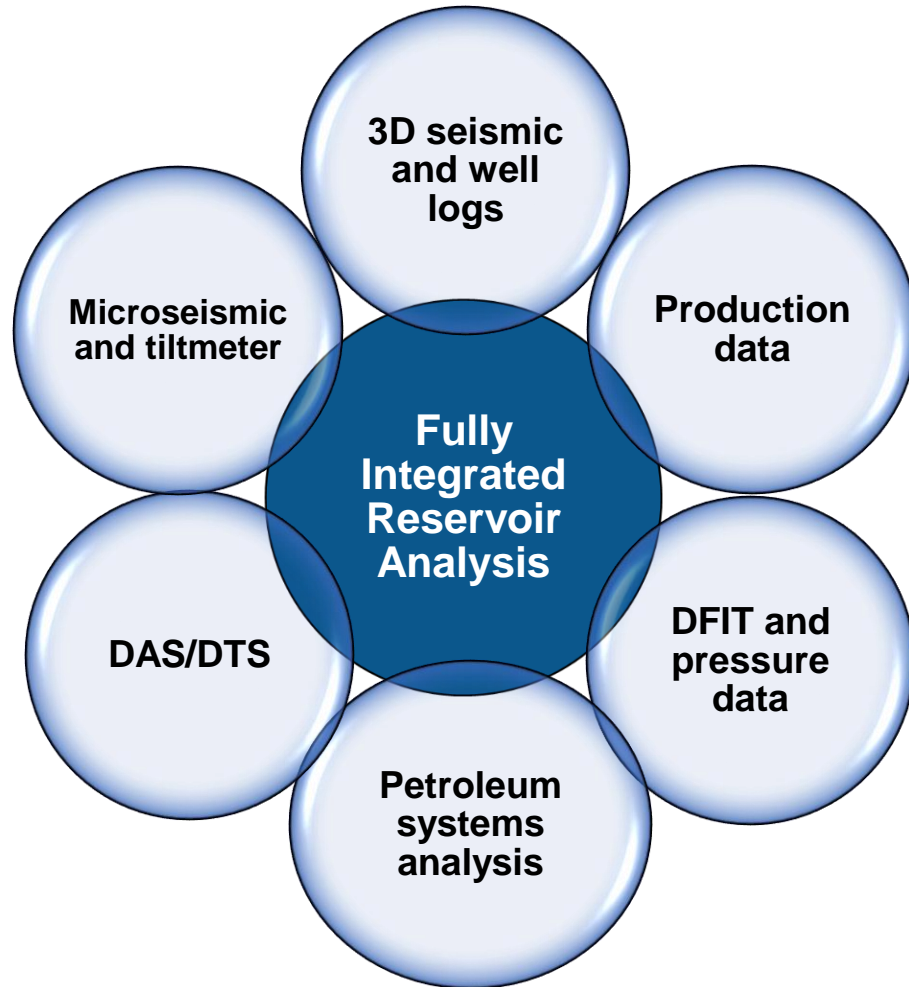 3D seismic
and well
logs
Production
data
DFIT and
pressure
data
Petroleum
systems
analysis
DAS/DTS
Microseismic
and tiltmeter
Fully
Integrated
Reservoir
Analysis